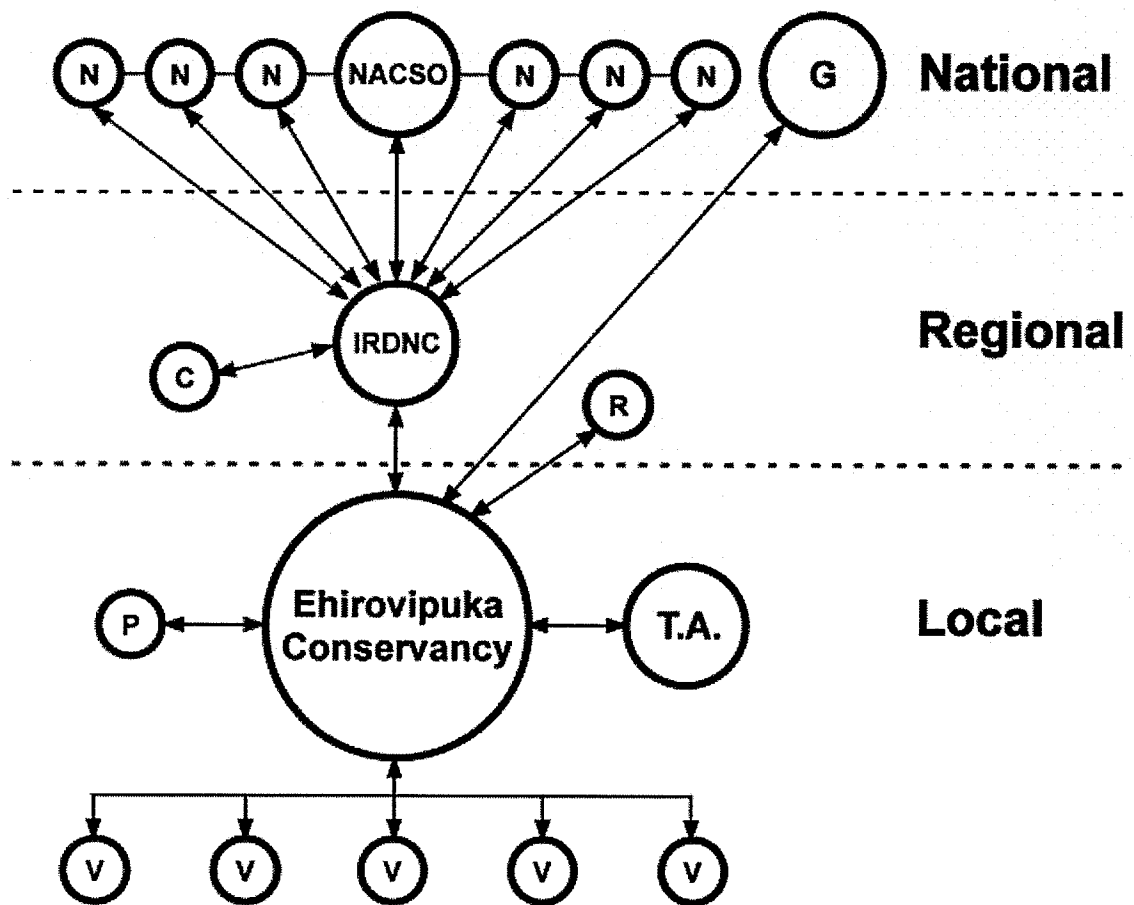 N N N NACSO N N N G National
IRDNC Regional
C
R
Ehirovipuka
Conservancy
P
T.A.
Local
V V V V V